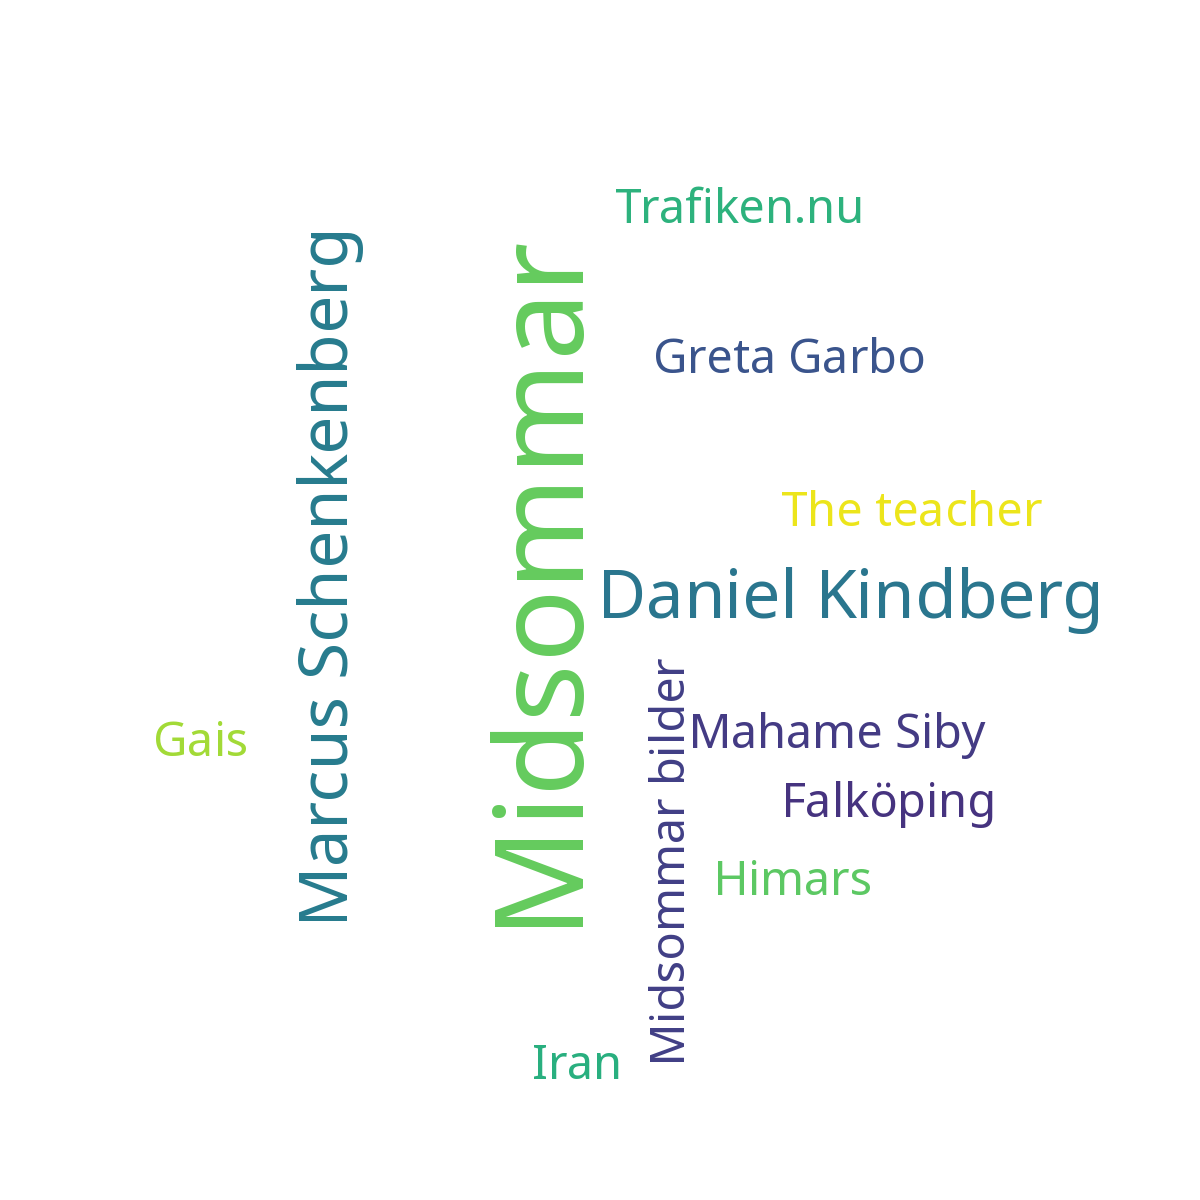 Trafiken.nu
Marcus Schenkenberg
Midsommar
Greta Garbo
The teacher
Daniel Kindberg
Midsommar bilder
Mahame Siby
Gais
Falköping
Himars
Iran